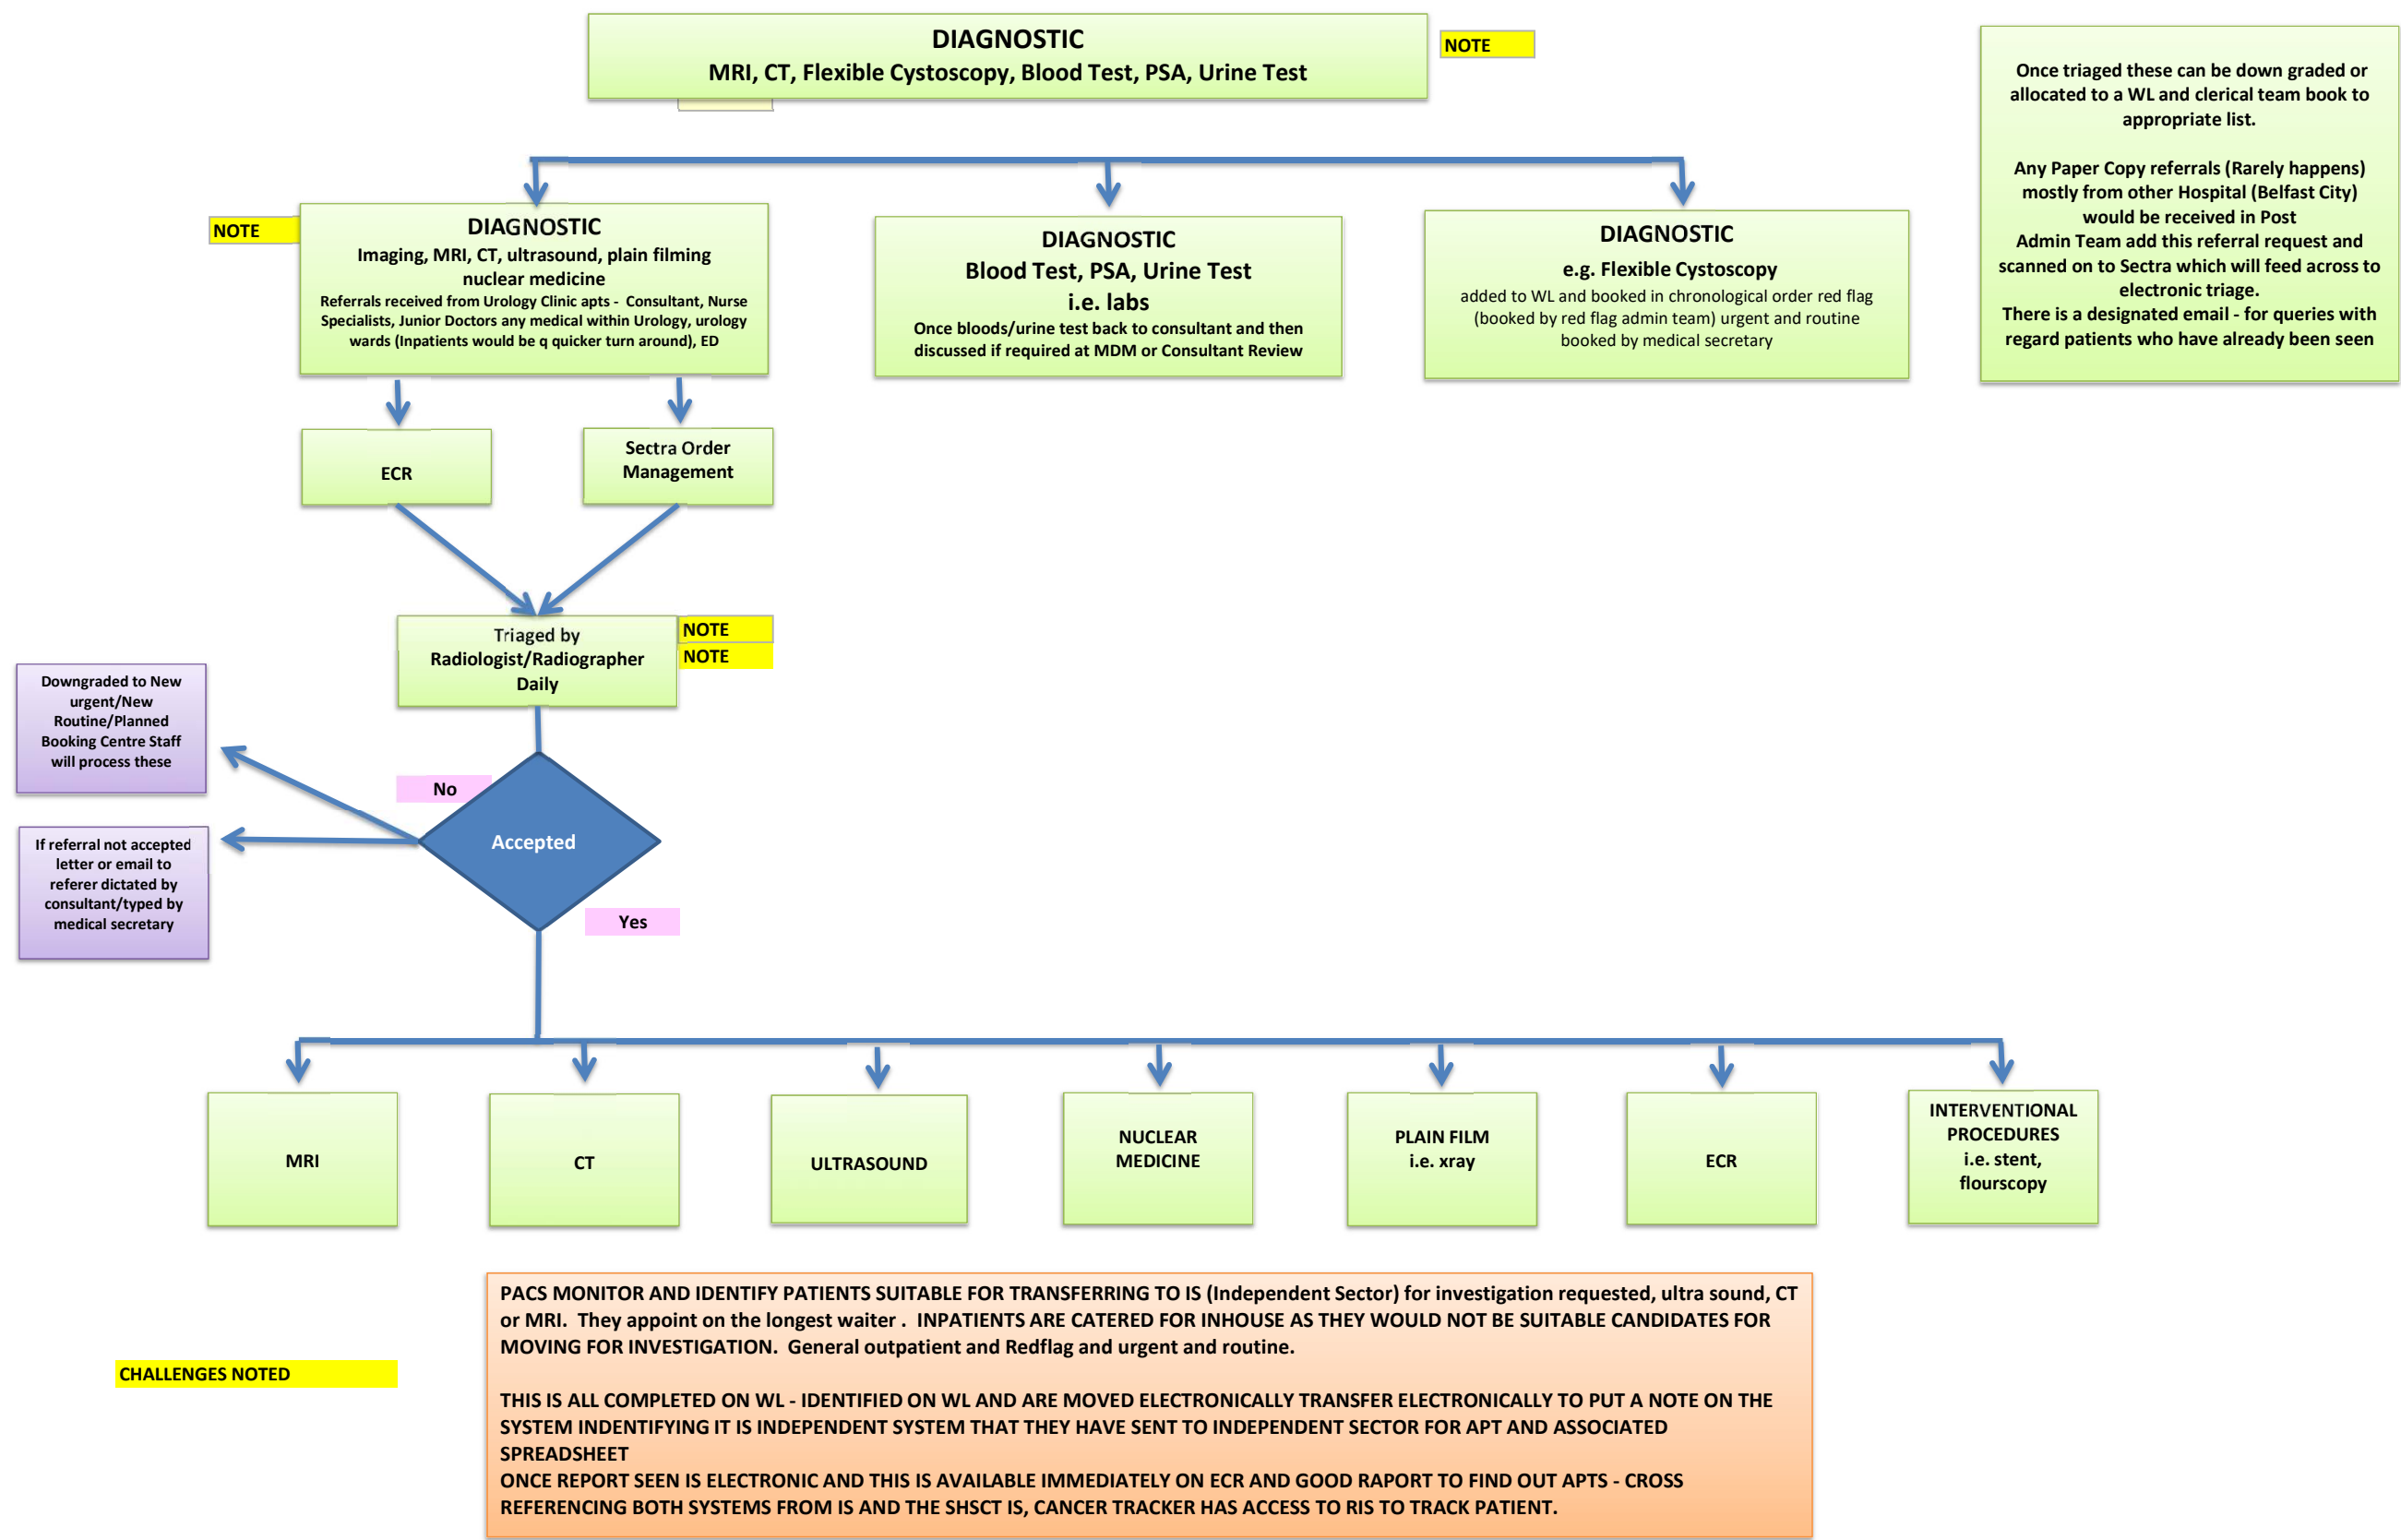 DIAGNOSTIC
MRI, CT, Flexible Cystoscopy, Blood Test, PSA, Urine Test
NOTE
Once triaged these can be down graded or
allocated to a WL and clerical team book to
appropriate list.
Any Paper Copy referrals (Rarely happens)
mostly from other Hospital (Belfast City)
would be received in Post
Admin Team add this referral request and
scanned on to Sectra which will feed across to
electronic triage.
There is a designated email - for queries with
regard patients who have already been seen
NOTE
DIAGNOSTIC
Imaging, MRI, CT, ultrasound, plain filming
nuclear medicine
Referrals received from Urology Clinic apts - Consultant, Nurse
Specialists, Junior Doctors any medical within Urology, urology
wards (Inpatients would be q quicker turn around), ED
DIAGNOSTIC
Blood Test, PSA, Urine Test
i.e. labs
Once bloods/urine test back to consultant and then
discussed if required at MDM or Consultant Review
DIAGNOSTIC
e.g. Flexible Cystoscopy
added to WL and booked in chronological order red flag
(booked by red flag admin team) urgent and routine
booked by medical secretary
ECR
Sectra Order
Management
Triaged by
Radiologist/Radiographer
Daily
NOTE
NOTE
Downgraded to New
urgent/New
Routine/Planned
Booking Centre Staff
will process these
No
Accepted
If referral not accepted
letter or email to
referer dictated by
consultant/typed by
medical secretary
Yes
MRI
CT
ULTRASOUND
NUCLEAR
MEDICINE
PLAIN FILM
i.e. xray
ECR
INTERVENTIONAL
PROCEDURES
i.e. stent,
flourscopy
CHALLENGES NOTED
PACS MONITOR AND IDENTIFY PATIENTS SUITABLE FOR TRANSFERRING TO IS (Independent Sector) for investigation requested, ultra sound, CT
or MRI. They appoint on the longest waiter . INPATIENTS ARE CATERED FOR INHOUSE AS THEY WOULD NOT BE SUITABLE CANDIDATES FOR
MOVING FOR INVESTIGATION. General outpatient and Redflag and urgent and routine.
THIS IS ALL COMPLETED ON WL - IDENTIFIED ON WL AND ARE MOVED ELECTRONICALLY TRANSFER ELECTRONICALLY TO PUT A NOTE ON THE
SYSTEM INDENTIFYING IT IS INDEPENDENT SYSTEM THAT THEY HAVE SENT TO INDEPENDENT SECTOR FOR APT AND ASSOCIATED
SPREADSHEET
ONCE REPORT SEEN IS ELECTRONIC AND THIS IS AVAILABLE IMMEDIATELY ON ECR AND GOOD RAPORT TO FIND OUT APTS - CROSS
REFERENCING BOTH SYSTEMS FROM IS AND THE SHSCT IS, CANCER TRACKER HAS ACCESS TO RIS TO TRACK PATIENT.